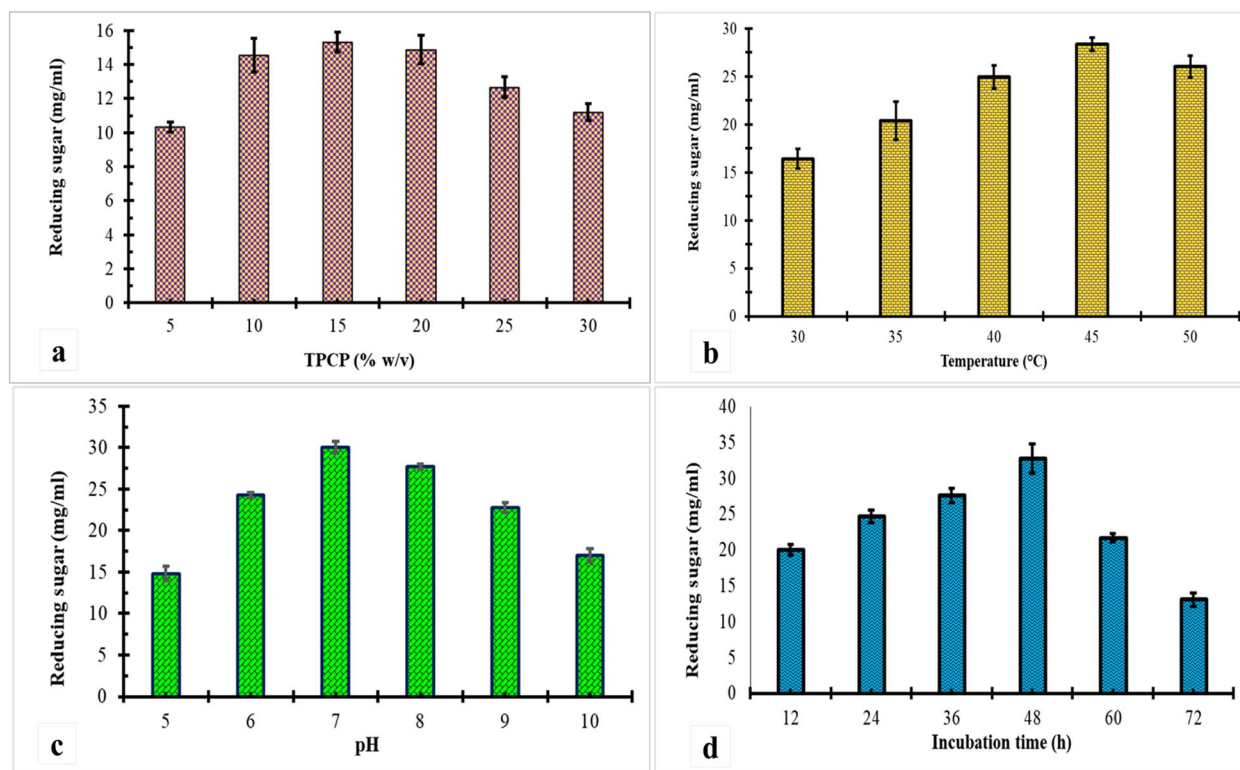 Reducing sugar (mg/ml)
16
14
12
10
8
6
4
2
0
5 10 15 20 25 30
TPCP (% w/v)
a
Reducing sugar (mg/ml)
30
25
20
15
10
5
0
30 35 40 45 50
Temperature (°C)
b
Reducing sugar (mg/ml)
35
30
25
20
15
10
5
0
5 6 7 8 9 10
pH
c
Reducing sugar (mg/ml)
40
35
30
25
20
15
10
5
0
12 24 36 48 60 72
Incubation time (h)
d